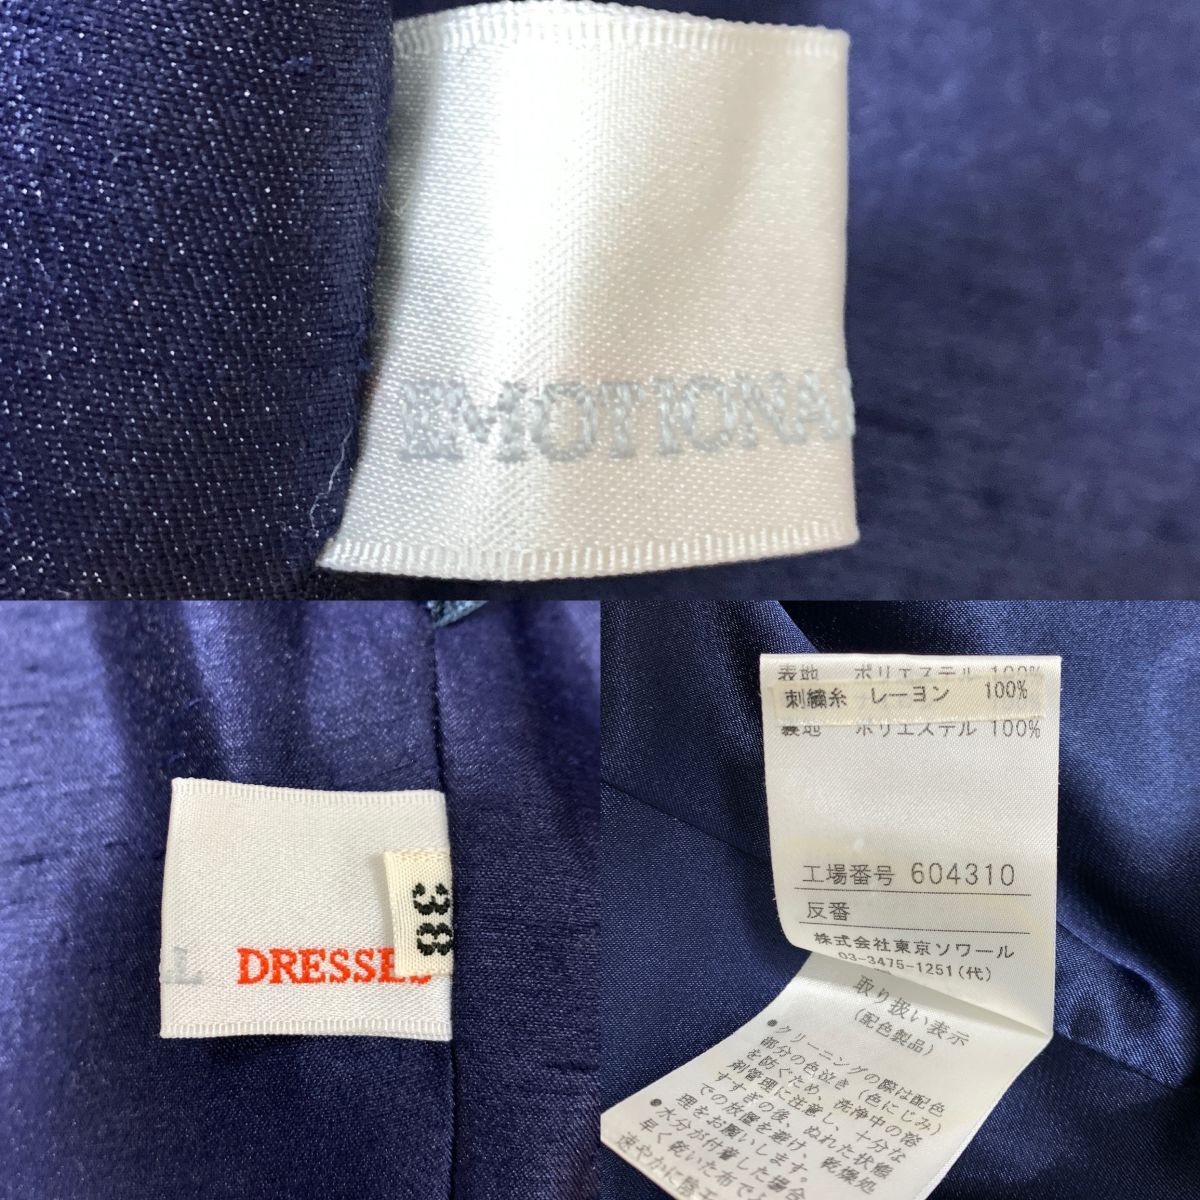 EMOTIONAL
T DRESSES
38
表地 ポリエステル 100%
刺繍糸 レーヨン 100%
裏地 ポリエステル 100%
工場番号 604310
反番
株式会社東京ソワール
03-3475-1251(代)
取り扱い表示
(配色製品)
●クリーニングの際は配色
部分の色泣き(色にじみ)
を防ぐため、洗浄中の溶
剤管理に注意し、十分な
すすぎの後、ぬれた状態
での放置を避け、乾燥処
理をお願いします。
●水分が付着した場合
早く乾いた布で
速やかに